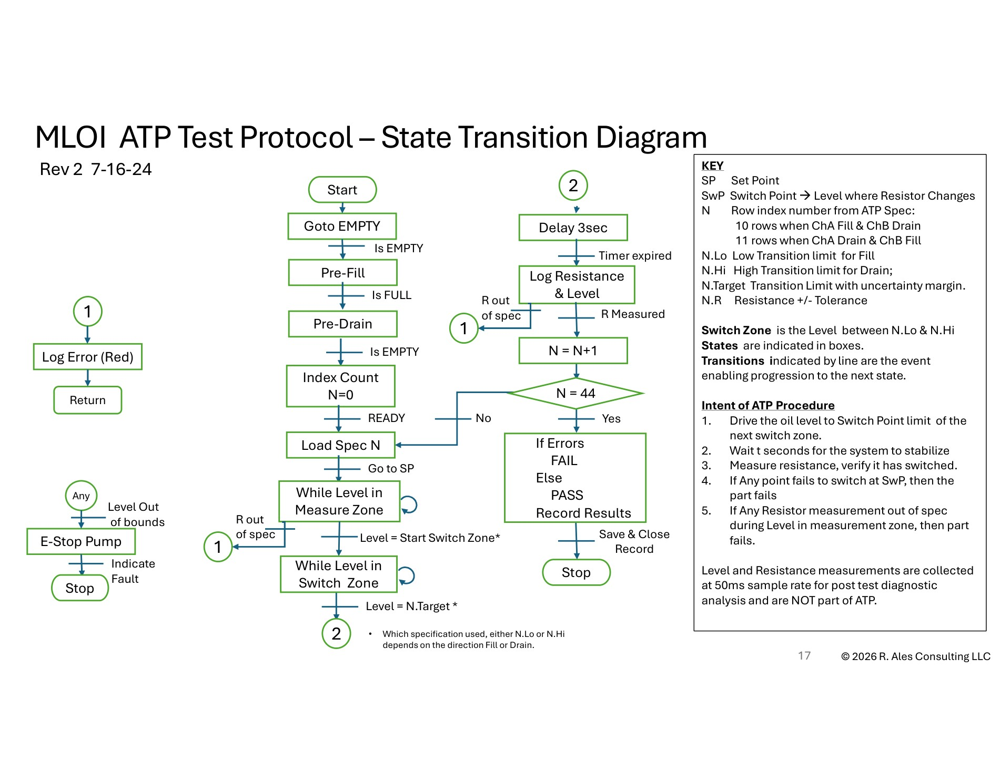 MLOI ATP Test Protocol – State Transition Diagram
Rev 2 7-16-24
1
Log Error (Red)
Return
Any
Level Out
of bounds
E-Stop Pump
Indicate
Fault
Stop
Start
Goto EMPTY
Is EMPTY
Pre-Fill
Is FULL
Pre-Drain
Is EMPTY
Index Count
N=0
READY
Load Spec N
Go to SP
While Level in
Measure Zone
R out
of spec
1
Level = Start Switch Zone*
While Level in
Switch Zone
Level = N.Target *
2
• Which specification used, either N.Lo or N.Hi
depends on the direction Fill or Drain.
2
Delay 3sec
Timer expired
Log Resistance
& Level
R out
of spec
1
R Measured
N = N+1
N = 44
No
Yes
If Errors
FAIL
Else
PASS
Record Results
Save & Close
Record
Stop
KEY
SP Set Point
SwP Switch Point → Level where Resistor Changes
N Row index number from ATP Spec:
10 rows when ChA Fill & ChB Drain
11 rows when ChA Drain & ChB Fill
N.Lo Low Transition limit for Fill
N.Hi High Transition limit for Drain;
N.Target Transition Limit with uncertainty margin.
N.R Resistance +/- Tolerance
Switch Zone is the Level between N.Lo & N.Hi
States are indicated in boxes.
Transitions indicated by line are the event
enabling progression to the next state.
Intent of ATP Procedure
1. Drive the oil level to Switch Point limit of the
next switch zone.
2. Wait t seconds for the system to stabilize
3. Measure resistance, verify it has switched.
4. If Any point fails to switch at SwP, then the
part fails
5. If Any Resistor measurement out of spec
during Level in measurement zone, then part
fails.
Level and Resistance measurements are collected
at 50ms sample rate for post test diagnostic
analysis and are NOT part of ATP.
17
© 2026 R. Ales Consulting LLC